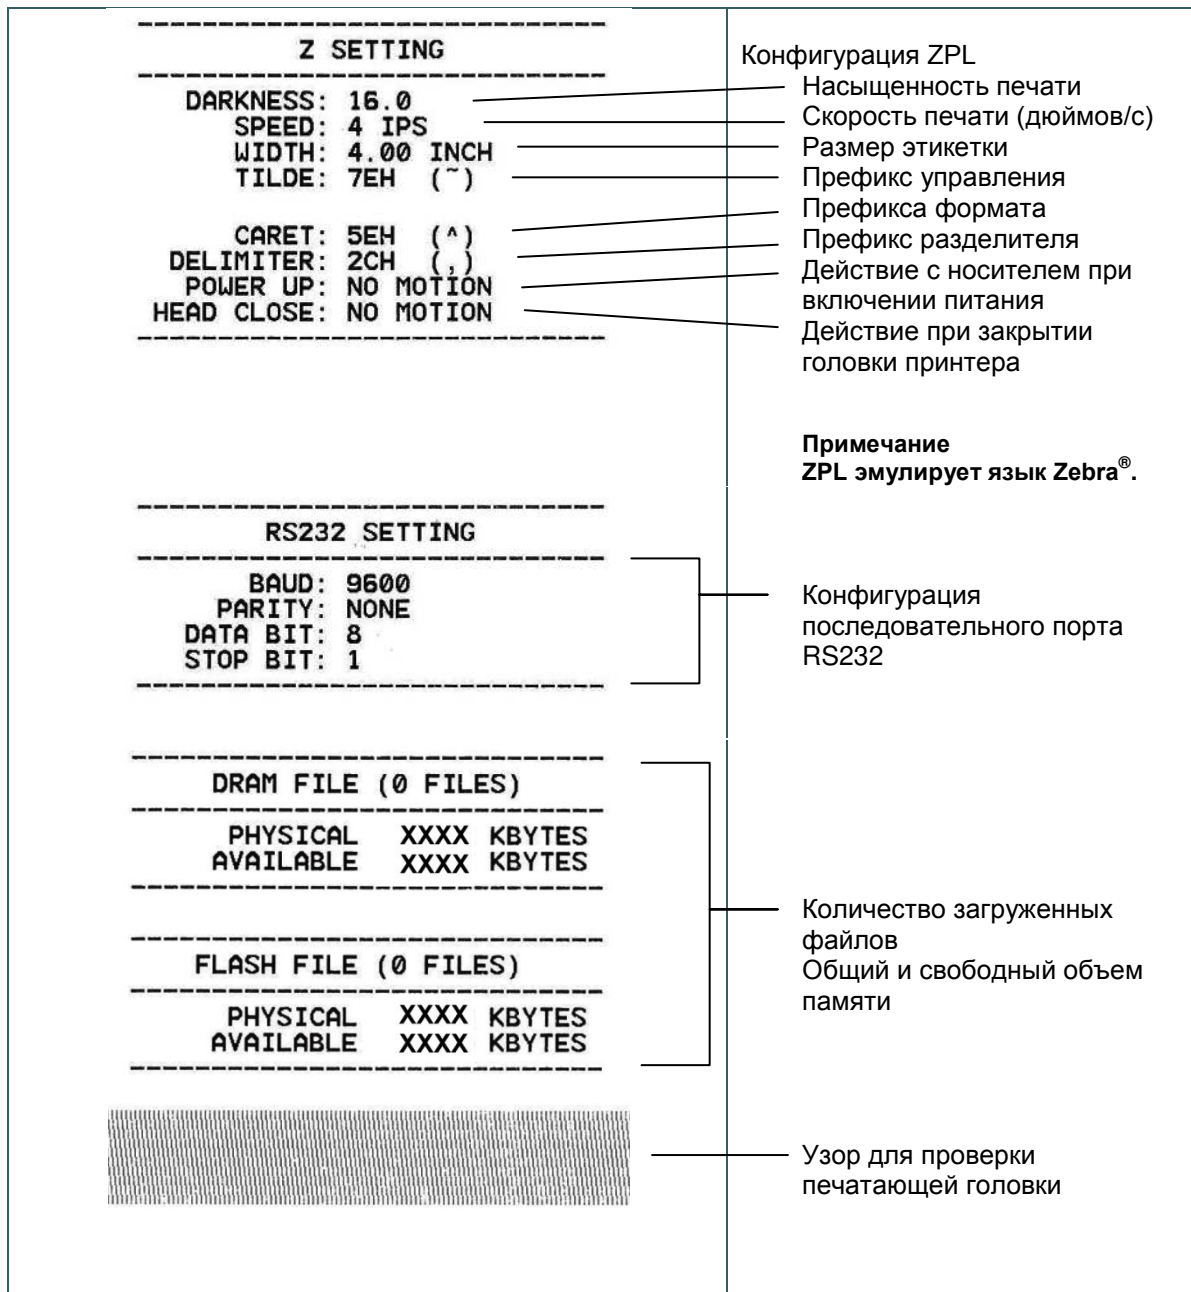 Z SETTING
DARKNESS: 16.0
SPEED: 4 IPS
WIDTH: 4.00 INCH
TILDE: 7EH (~)
CARET: 5EH (^)
DELIMITER: 2CH (,)
POWER UP: NO MOTION
HEAD CLOSE: NO MOTION
Конфигурация ZPL
Насыщенность печати
Скорость печати (дюймов/с)
Размер этикетки
Префикс управления
Префикса формата
Префикс разделителя
Действие с носителем при
включении питания
Действие при закрытии
головки принтера
Примечание
ZPL эмулирует язык Zebra®.
RS232 SETTING
BAUD: 9600
PARITY: NONE
DATA BIT: 8
STOP BIT: 1
Конфигурация
последовательного порта
RS232
DRAM FILE (0 FILES)
PHYSICAL XXXX KBYTES
AVAILABLE XXXX KBYTES
FLASH FILE (0 FILES)
PHYSICAL XXXX KBYTES
AVAILABLE XXXX KBYTES
Количество загруженных
файлов
Общий и свободный объем
памяти
Узор для проверки
печатающей головки